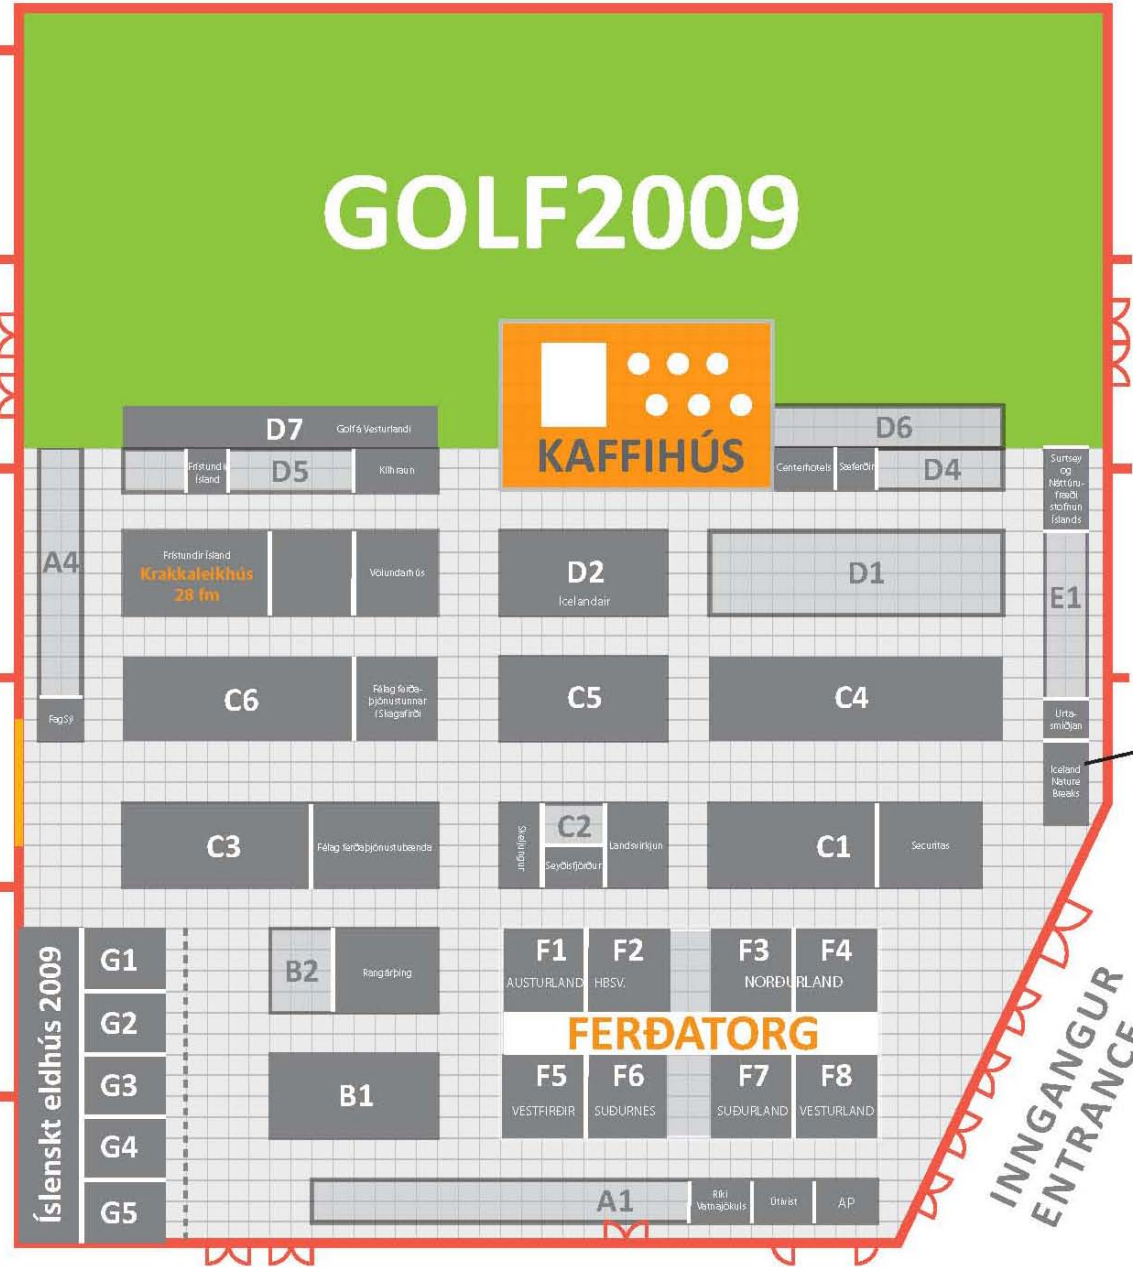 GOLF2009
KAFFIHÚS
D7 Golf á Vesturlandi
D6
Frístundir
Ísland
D5
Kílhraun
Centerhotels
Sæferðir
D4
Surtsey
og
Náttúru-
fræði
stofnun
Íslands
A4
Frístundir Ísland
Krakkaleikhús
28 fm
Völundarhús
D2
Icelandair
D1
E1
C6
Félag ferða-
þjónustunnar
í Skagafirði
C5
C4
FagSý
Urta-
smiðjan
Iceland
Nature
Breaks
C3
Félag ferðaþjónustubænda
Skeljungur
C2
Seyðisfjörður
Landsvirkjun
C1
Securitas
Íslenskt eldhús 2009
G1
G2
G3
G4
G5
B2
Rangárþing
B1
F1
AUSTURLAND
F2
HBSV.
F3
F4
NORÐURLAND
FERÐATORG
F5
VESTFIRÐIR
F6
SUÐURNES
F7
SUÐURLAND
F8
VESTURLAND
A1
Ríki
Vatnajökuls
Útivist
AP
INNGANGUR
ENTRANCE